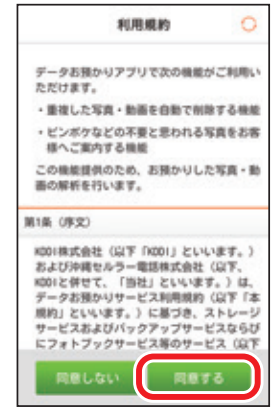 利用規約
データお預かりアプリで次の機能がご利用い
ただけます。
・重複した写真・動画を自動で削除する機能
・ピンボケなどの不要と思われる写真をお客
様へご案内する機能
この機能提供のため、お預かりした写真・動
画の解析を行います。
第1条（序文）
KDDI株式会社（以下「KDDI」といいます。）
および沖縄セルラー電話株式会社（以下、
KDDIと併せて、「当社」といいます。）は、
データお預かりサービス利用規約（以下「本
規約」といいます。）に基づき、ストレージ
サービスおよびバックアップサービスならび
にフォトブックサービス等のサービス（以下
同意しない
同意する